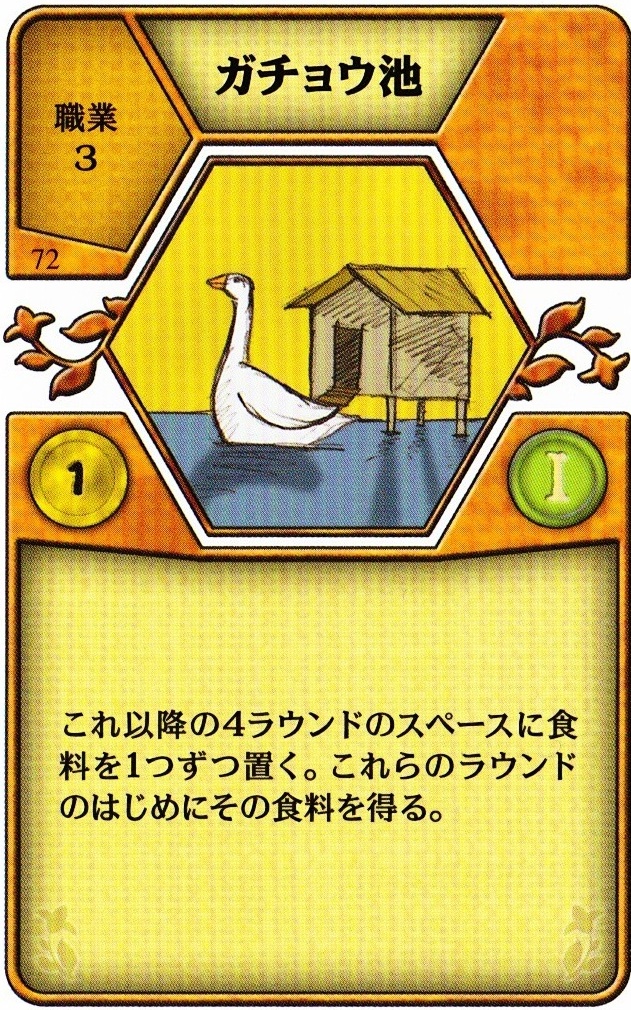 ガチョウ池
職業
3
72
1
I
これ以降の4ラウンドのスペースに食
料を1つずつ置く。これらのラウンド
のはじめにその食料を得る。